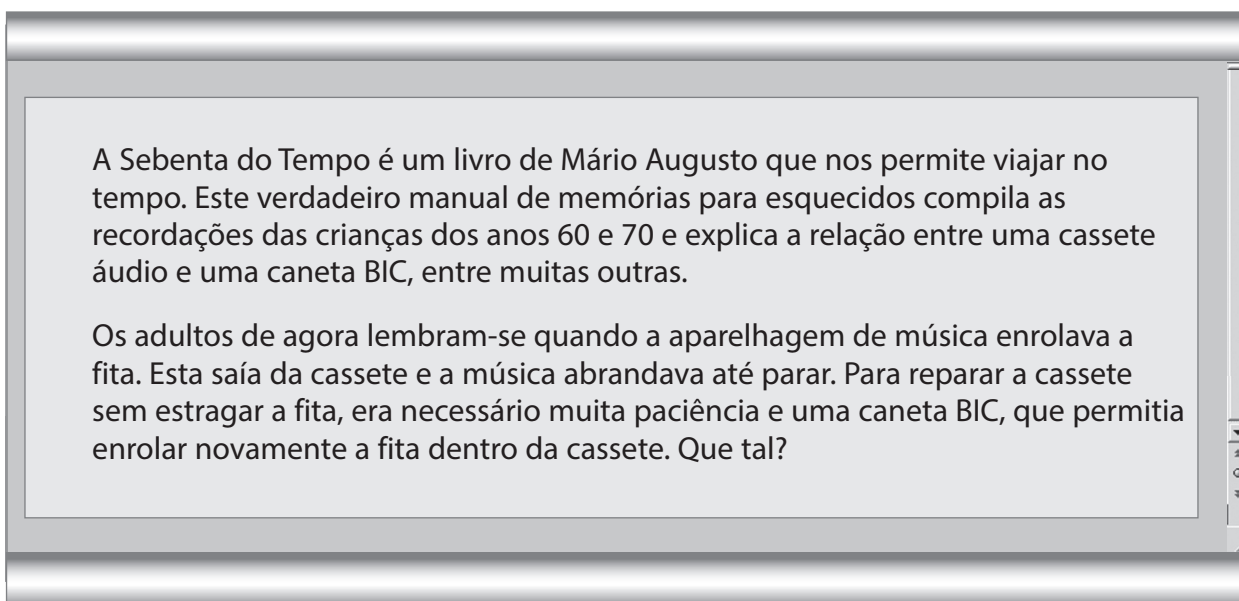 A Sebenta do Tempo é um livro de Mário Augusto que nos permite viajar no
tempo. Este verdadeiro manual de memórias para esquecidos compila as
recordações das crianças dos anos 60 e 70 e explica a relação entre uma cassete
áudio e uma caneta BIC, entre muitas outras.
Os adultos de agora lembram-se quando a aparelhagem de música enrolava a
fita. Esta saía da cassete e a música abrandava até parar. Para reparar a cassete
sem estragar a fita, era necessário muita paciência e uma caneta BIC, que permitia
enrolar novamente a fita dentro da cassete. Que tal?